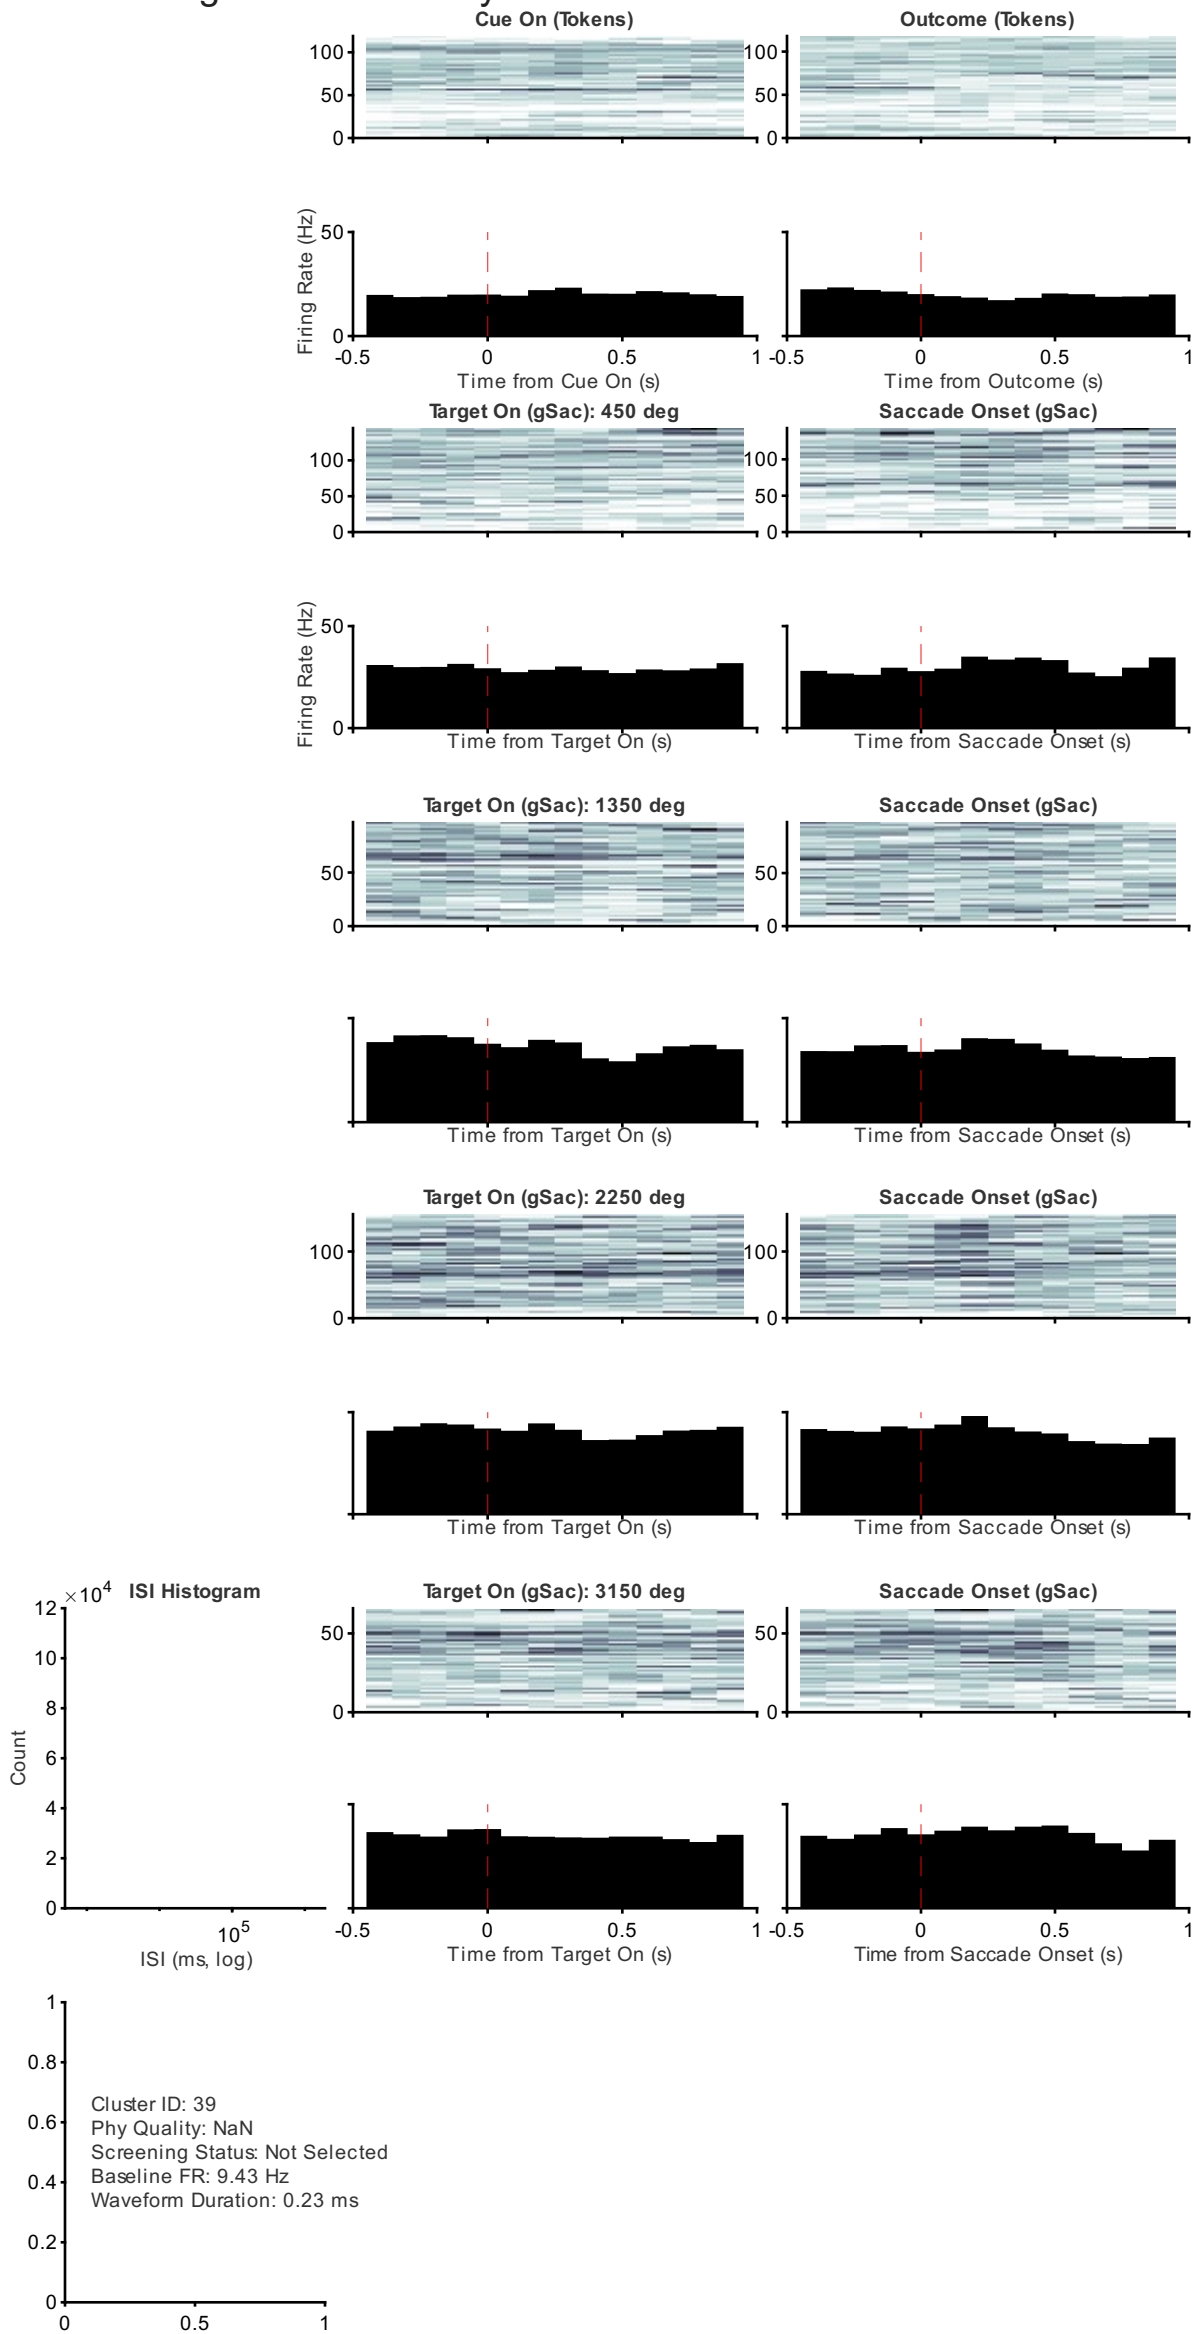 Cue On (Tokens)
Outcome (Tokens)
100
50
0
100
50
0
Firing Rate (Hz)
50
0
-0.5
0
0.5
1
-0.5
0
0.5
1
Time from Cue On (s)
Time from Outcome (s)
Target On (gSac): 450 deg
Saccade Onset (gSac)
100
50
0
100
50
0
Firing Rate (Hz)
50
0
Time from Target On (s)
Time from Saccade Onset (s)
Target On (gSac): 1350 deg
Saccade Onset (gSac)
50
0
50
0
Time from Target On (s)
Time from Saccade Onset (s)
Target On (gSac): 2250 deg
Saccade Onset (gSac)
100
0
100
0
Time from Target On (s)
Time from Saccade Onset (s)
×10⁴
ISI Histogram
12
10
8
6
4
2
0
Count
10⁵
ISI (ms, log)
Target On (gSac): 3150 deg
Saccade Onset (gSac)
50
0
50
0
-0.5
0
0.5
1
-0.5
0
0.5
1
Time from Target On (s)
Time from Saccade Onset (s)
1
0.8
0.6
0.4
0.2
0
Cluster ID: 39
Phy Quality: NaN
Screening Status: Not Selected
Baseline FR: 9.43 Hz
Waveform Duration: 0.23 ms
0
0.5
1